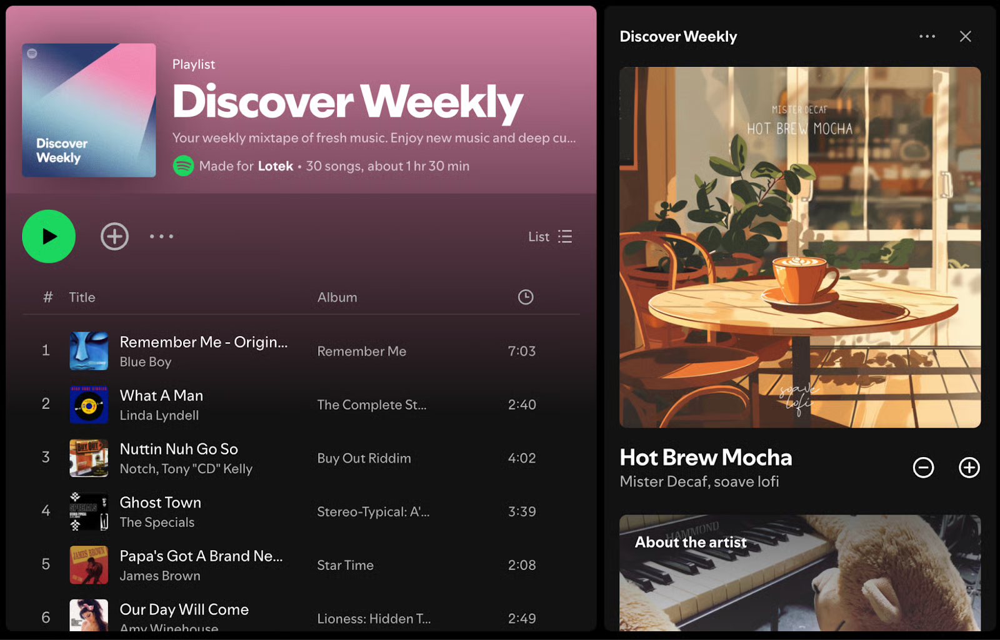 Discover
Weekly
Playlist
Discover Weekly
Your weekly mixtape of fresh music. Enjoy new music and deep cu...
Made for Lotek • 30 songs, about 1 hr 30 min
List
# Title Album
1 Remember Me - Origin... Remember Me 7:03
Blue Boy
2 What A Man The Complete St... 2:40
Linda Lyndell
3 Nuttin Nuh Go So Buy Out Riddim 4:02
Notch, Tony "CD" Kelly
BUY OUT
4 Ghost Town Stereo-Typical: A'... 3:39
The Specials
SPECIALS
5 Papa's Got A Brand Ne... Star Time 2:08
James Brown
JAMES BROWN
6 Our Day Will Come Lioness: Hidden T... 2:49
Amy Winehouse
Discover Weekly
MISTER DECAF
HOT BREW MOCHA
soave
lofi
Hot Brew Mocha
Mister Decaf, soave lofi
HAMMOND
About the artist